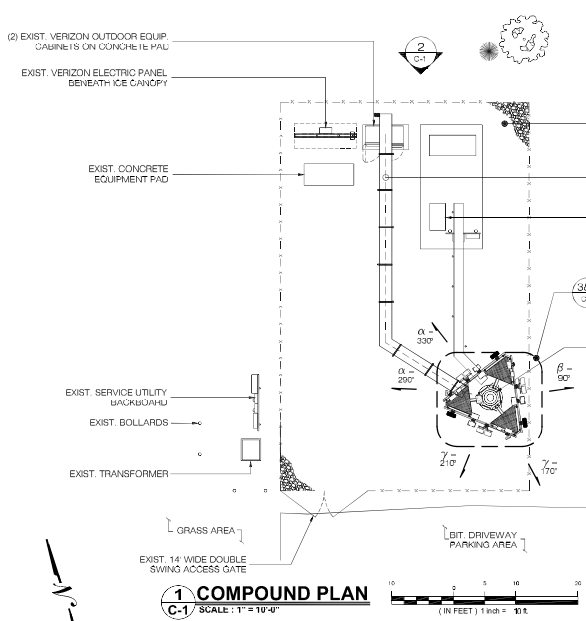 (2) EXIST. VERIZON OUTDOOR EQUIP.
CABINETS ON CONCRETE PAD
2
C-1
EXIST. VERIZON ELECTRIC PANEL
BENEATH ICE CANOPY
EXIST. CONCRETE
EQUIPMENT PAD
α -
330°
α -
290°
β -
90°
γ -
210°
γ -
170°
EXIST. SERVICE UTILITY
BACKBOARD
EXIST. BOLLARDS
EXIST. TRANSFORMER
GRASS AREA
BIT. DRIVEWAY
PARKING AREA
EXIST. 14' WIDE DOUBLE
SWING ACCESS GATE
N
1
C-1
COMPOUND PLAN
SCALE : 1" = 10'-0"
10 0 5 10 20
( IN FEET ) 1 inch = 10 ft.